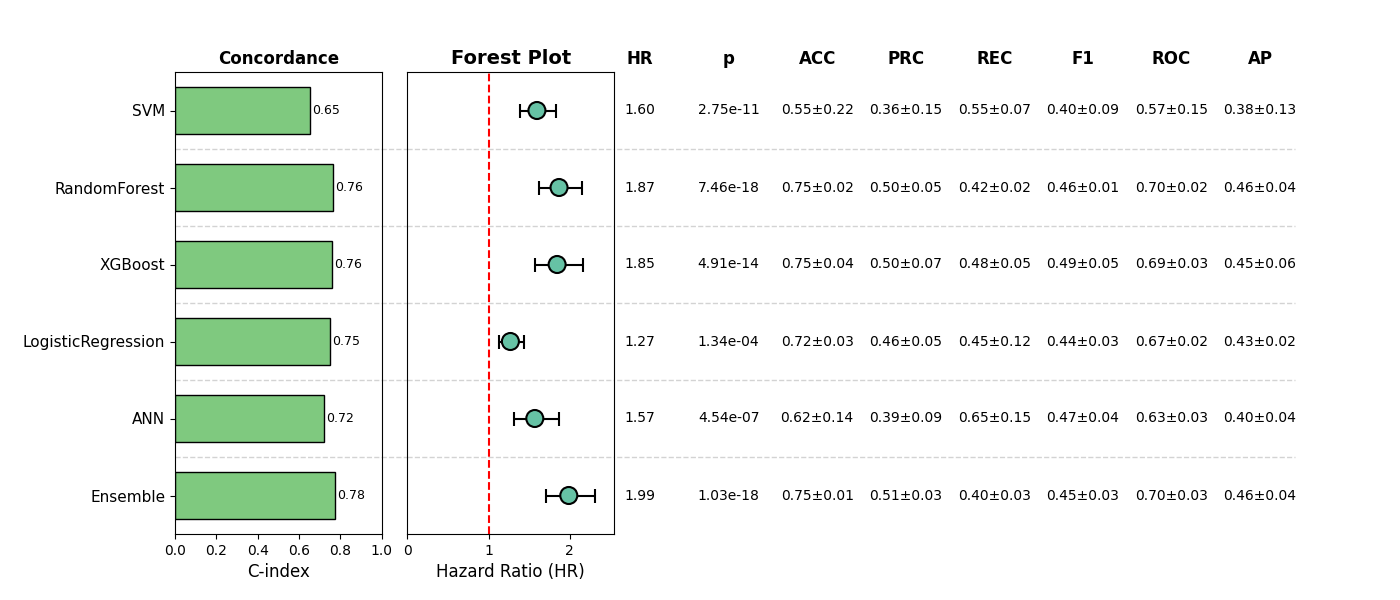 Concordance Forest Plot HR p ACC PRC REC F1 ROC AP
SVM 0.65 1.60 2.75e-11 0.55±0.22 0.36±0.15 0.55±0.07 0.40±0.09 0.57±0.15 0.38±0.13
RandomForest 0.76 1.87 7.46e-18 0.75±0.02 0.50±0.05 0.42±0.02 0.46±0.01 0.70±0.02 0.46±0.04
XGBoost 0.76 1.85 4.91e-14 0.75±0.04 0.50±0.07 0.48±0.05 0.49±0.05 0.69±0.03 0.45±0.06
LogisticRegression 0.75 1.27 1.34e-04 0.72±0.03 0.46±0.05 0.45±0.12 0.44±0.03 0.67±0.02 0.43±0.02
ANN 0.72 1.57 4.54e-07 0.62±0.14 0.39±0.09 0.65±0.15 0.47±0.04 0.63±0.03 0.40±0.04
Ensemble 0.78 1.99 1.03e-18 0.75±0.01 0.51±0.03 0.40±0.03 0.45±0.03 0.70±0.03 0.46±0.04
0.0 0.2 0.4 0.6 0.8 1.0 0 1 2
C-index Hazard Ratio (HR)